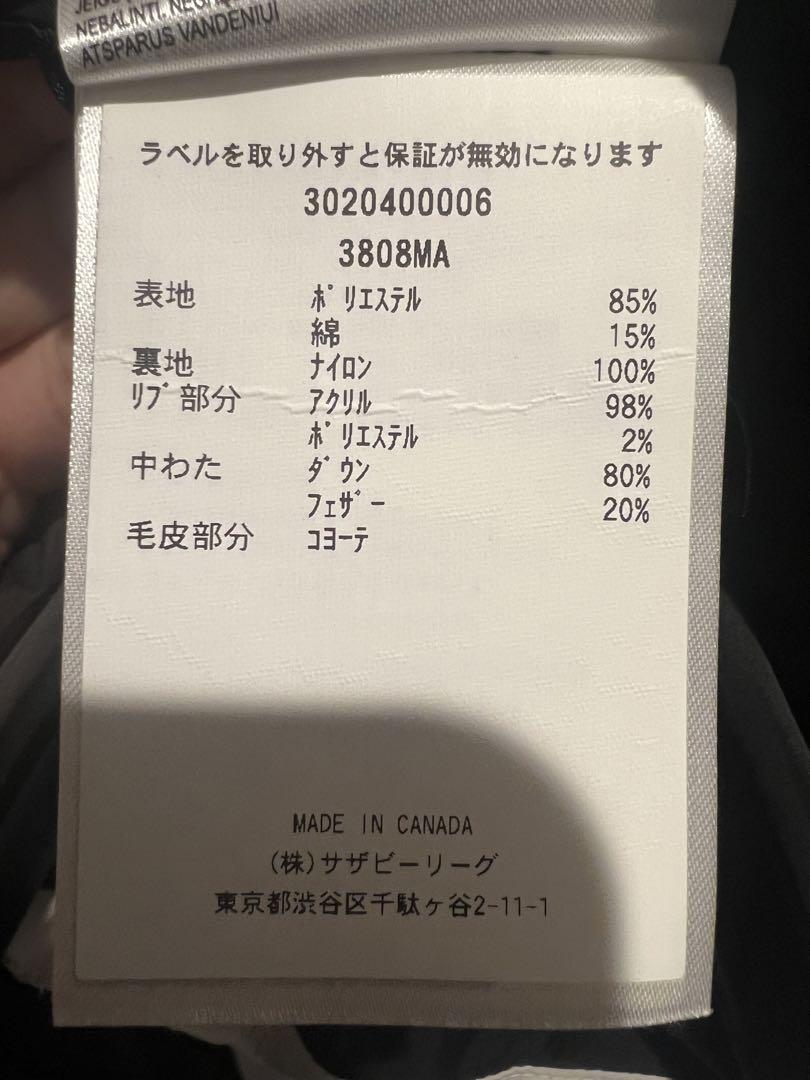 NEBALINTI.
ATSPARUS VANDENIUI
ラベルを取り外すと保証が無効になります
3020400006
3808MA
表地 ﾎﾟﾘｴｽﾃﾙ 85%
綿 15%
裏地 ﾅｲﾛﾝ 100%
ﾘﾌﾞ部分 ｱｸﾘﾙ 98%
ﾎﾟﾘｴｽﾃﾙ 2%
中わた ﾀﾞｳﾝ 80%
ﾌｪｻﾞｰ 20%
毛皮部分 ｺﾖｰﾃ
MADE IN CANADA
(株)サザビーリーグ
東京都渋谷区千駄ヶ谷2-11-1